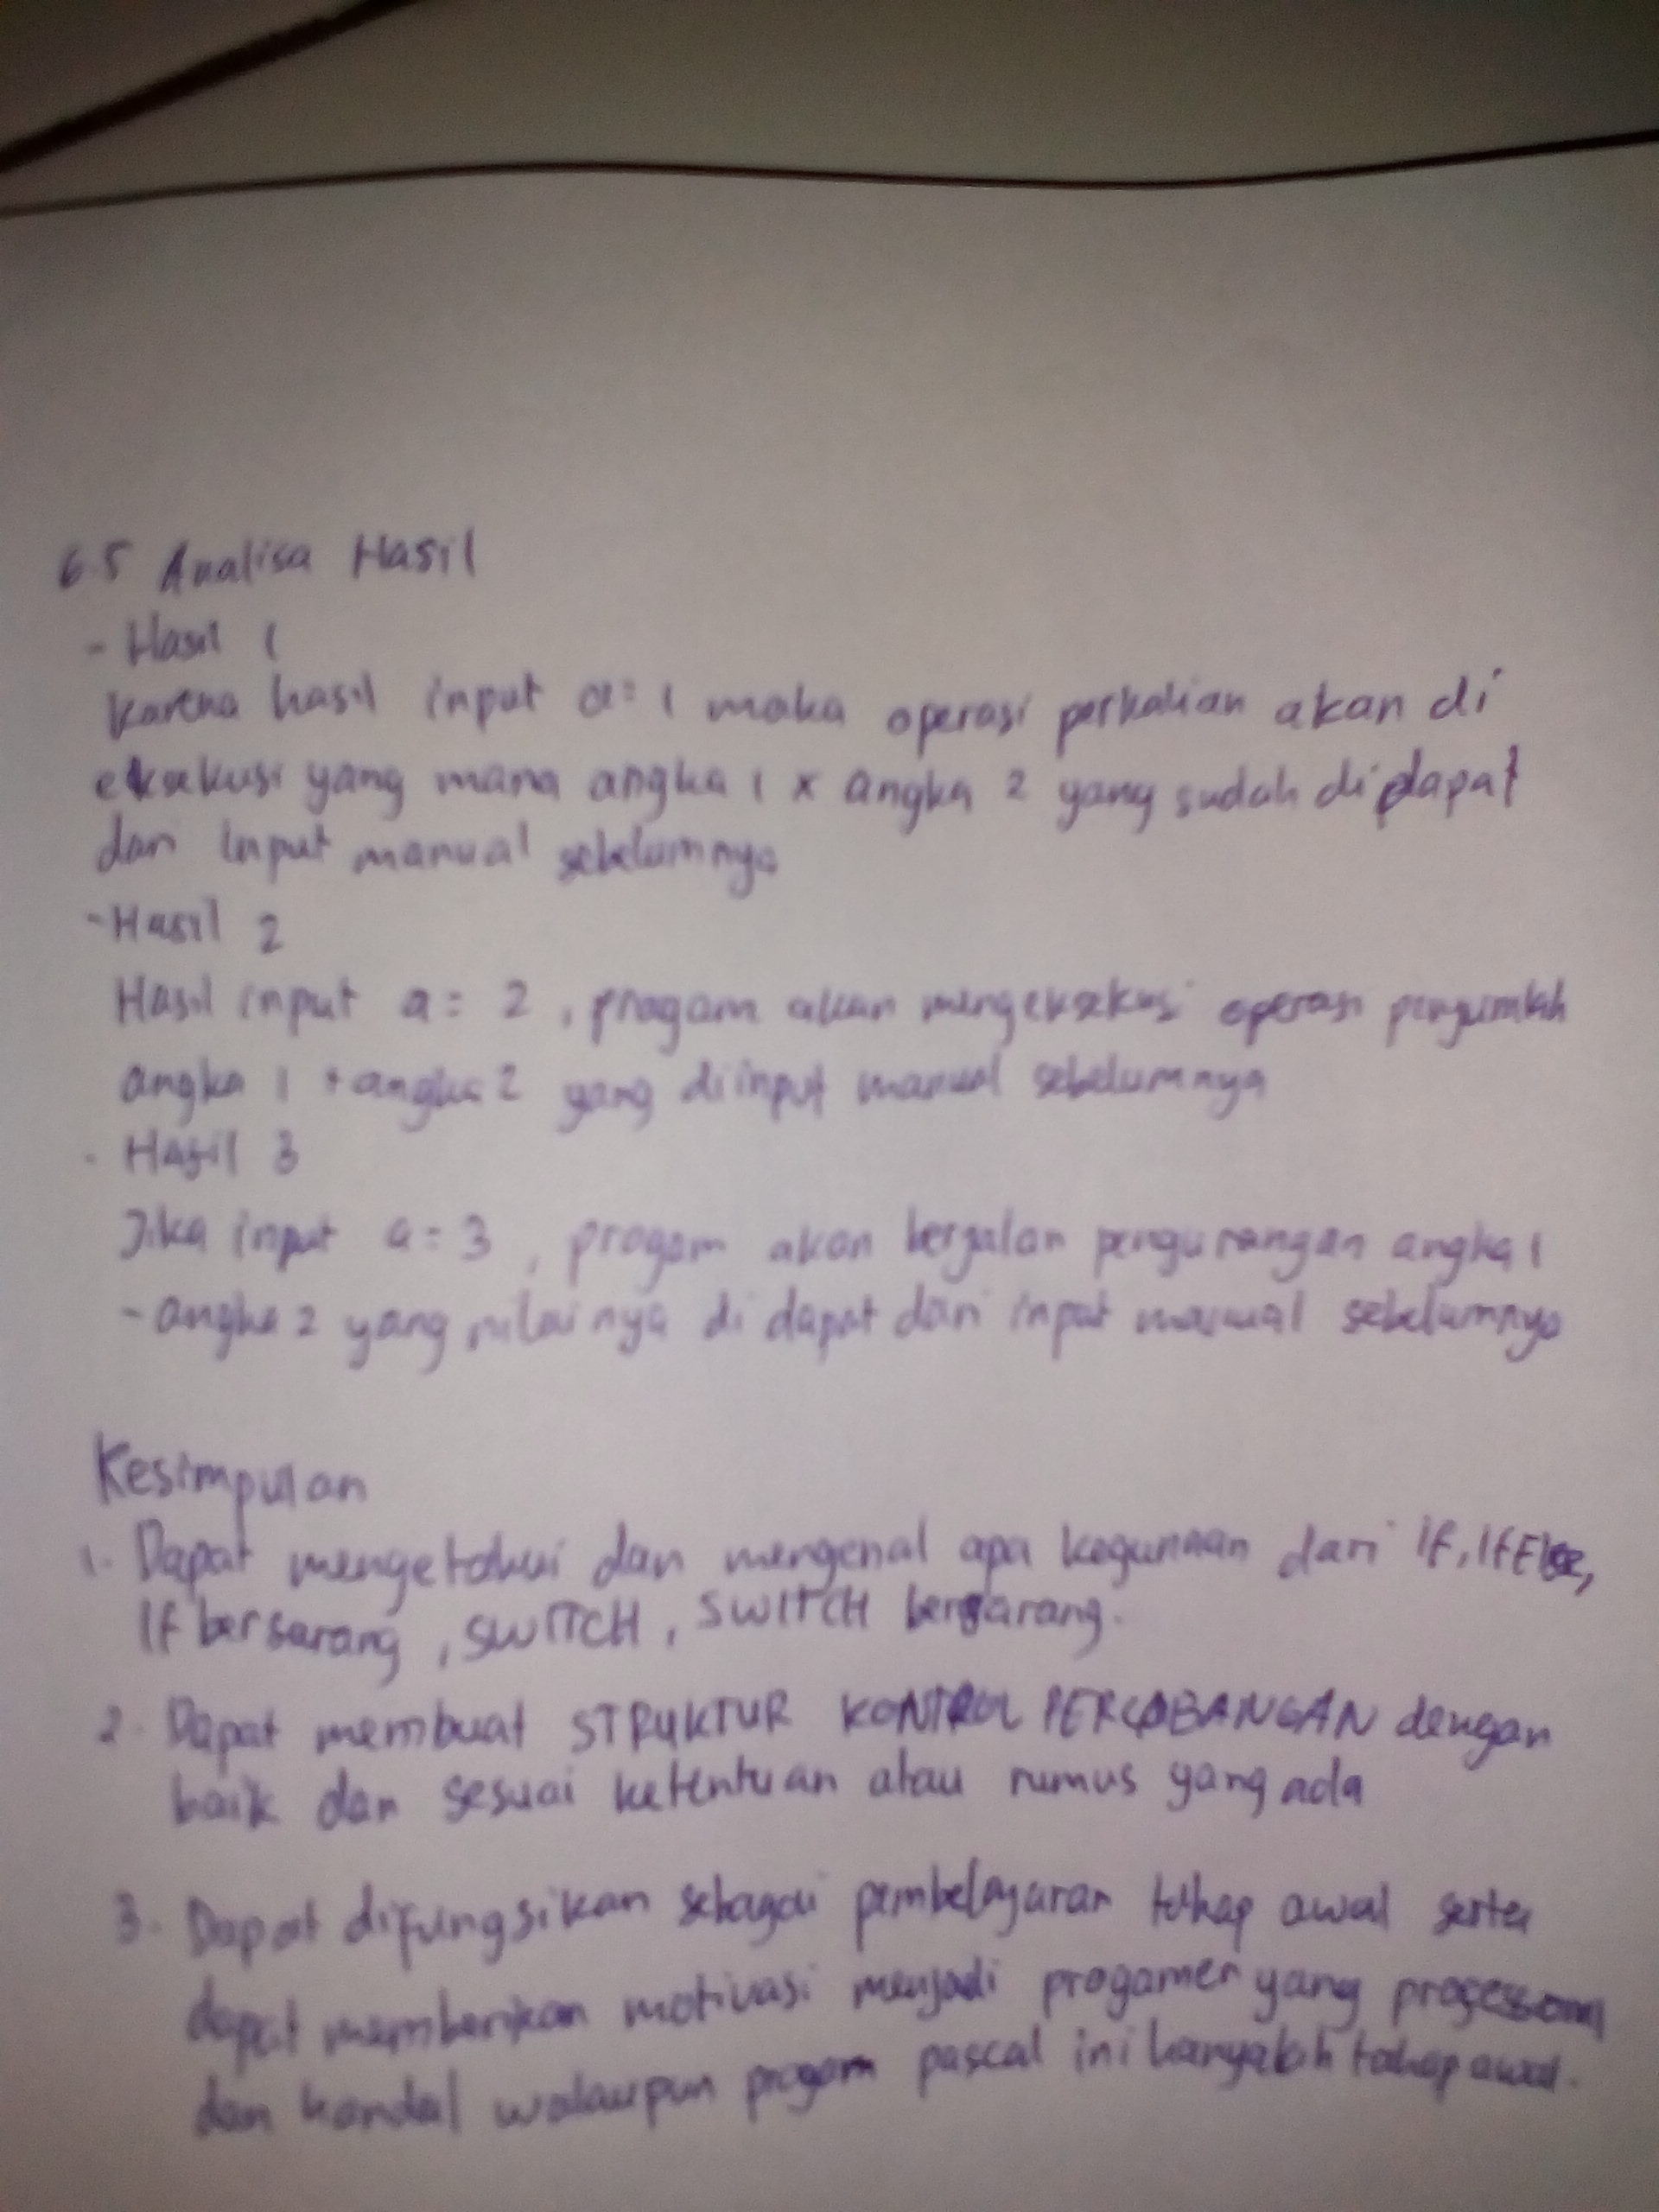 6.5 Analisa Hasil
- Hasil 1
Karena hasil input a=1 maka operasi perkalian akan di
eksekusi yang mana angka 1 x angka 2 yang sudah di dapat
dari input manual sebelumnya
- Hasil 2
Hasil input a = 2, progam akan mengeksekusi operasi penjumlah
angka 1 + angka 2 yang diinput manual sebelumnya
- Hasil 3
Jika input a = 3, progam akan berjalan pengurangan angka 1
- angka 2 yang nilainya di dapat dari input manual sebelumnya
Kesimpulan
1. Dapat mengetahui dan mengenal apa kegunaan dari If, If Else,
If bersarang, SWITCH, SWITCH bersarang.
2. Dapat membuat STRUKTUR KONTROL PERCABANGAN dengan
baik dan sesuai ketentuan atau rumus yang ada
3. Dapat difungsikan sebagai pembelajaran tahap awal serta
dapat memberikan motivasi menjadi progamer yang
dan handal walaupun progam pascal ini hanyalah tahap awal.